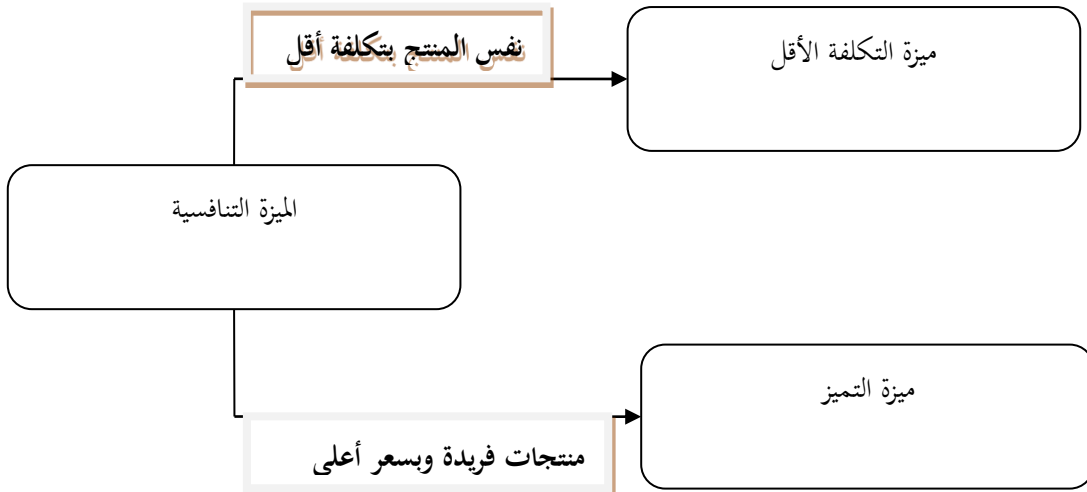 نفس المنتج بتكلفة أقل
ميزة التكلفة الأقل
الميزة التنافسية
ميزة التميز
منتجات فريدة وبسعر أعلى